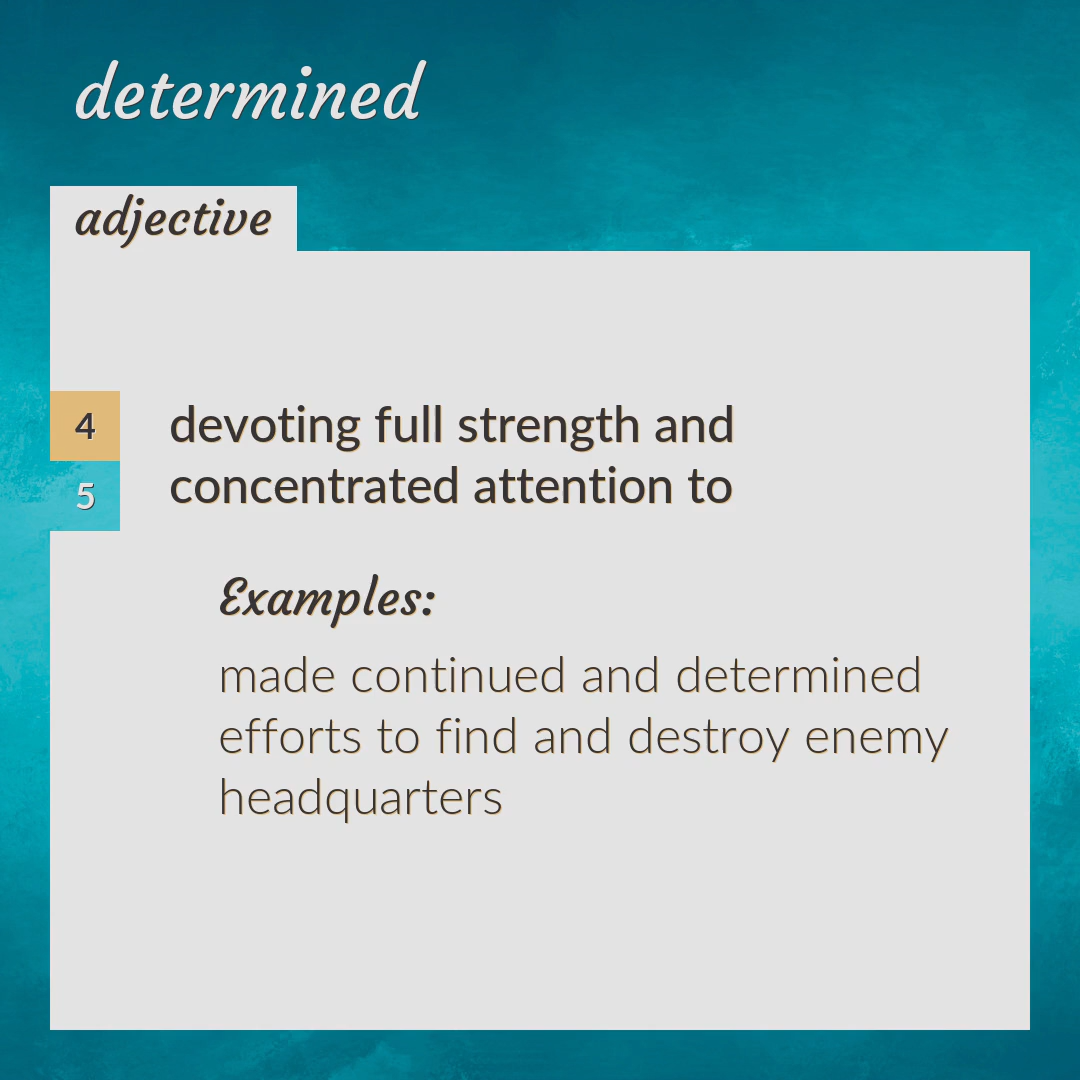 determined
adjective
4
devoting full strength and
5
concentrated attention to
Examples:
made continued and determined
efforts to find and destroy enemy
headquarters